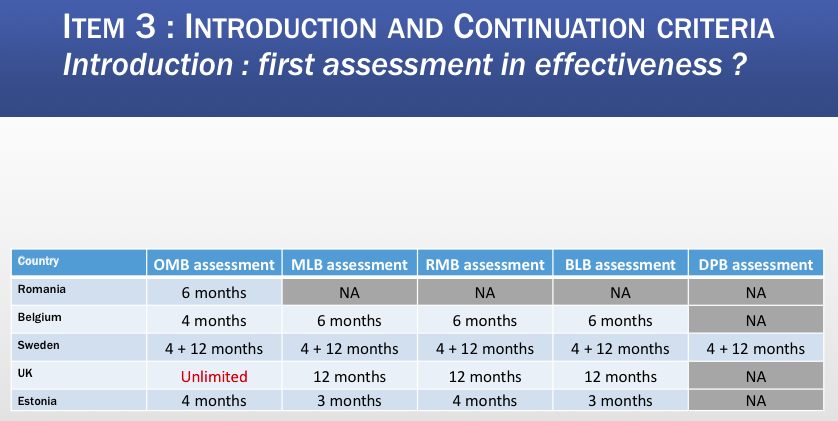 ITEM 3 : INTRODUCTION AND CONTINUATION CRITERIA
Introduction : first assessment in effectiveness ?
Country OMB assessment MLB assessment RMB assessment BLB assessment DPB assessment
Romania 6 months NA NA NA NA
Belgium 4 months 6 months 6 months 6 months NA
Sweden 4 + 12 months 4 + 12 months 4 + 12 months 4 + 12 months 4 + 12 months
UK Unlimited 12 months 12 months 12 months NA
Estonia 4 months 3 months 4 months 3 months NA